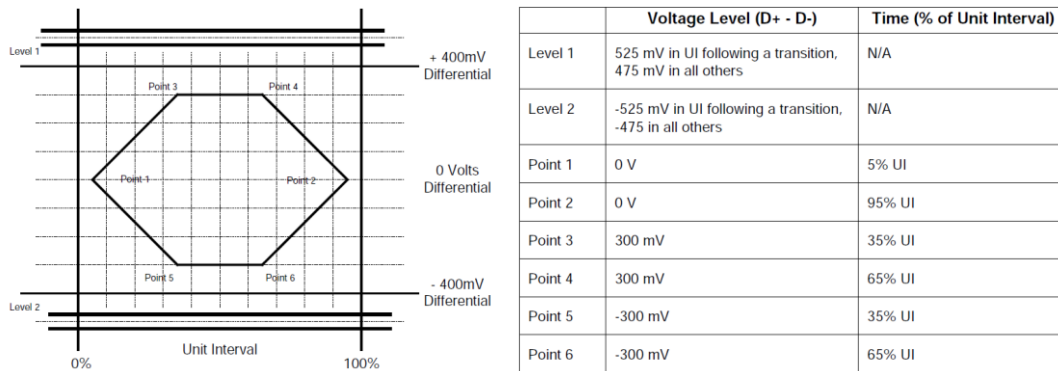 Level 1
+ 400mV
Differential
Point 3
Point 4
Point 1
Point 2
0 Volts
Differential
Point 5
Point 6
- 400mV
Differential
Level 2
Unit Interval
0%
100%
Voltage Level (D+ - D-)
Time (% of Unit Interval)
Level 1
525 mV in UI following a transition,
475 mV in all others
N/A
Level 2
-525 mV in UI following a transition,
-475 in all others
N/A
Point 1
0 V
5% UI
Point 2
0 V
95% UI
Point 3
300 mV
35% UI
Point 4
300 mV
65% UI
Point 5
-300 mV
35% UI
Point 6
-300 mV
65% UI